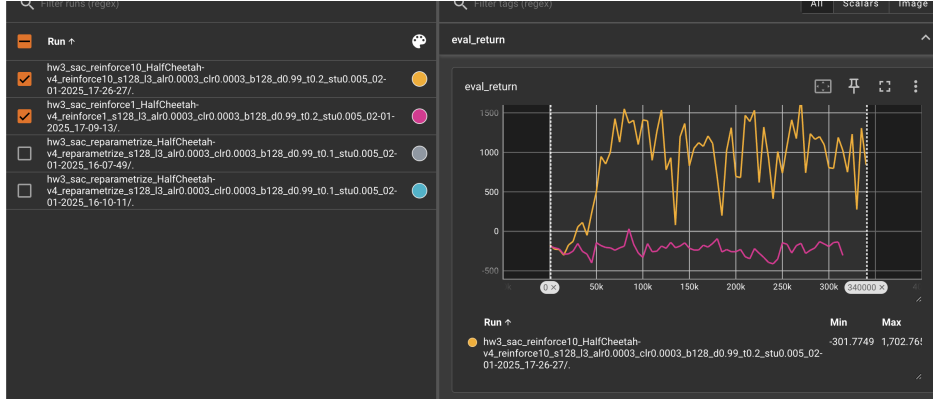 Filter runs (regex)
Filter tags (regex)
All
Scalars
Image
Run ↑
eval_return
hw3_sac_reinforce10_HalfCheetah-
v4_reinforce10_s128_l3_alr0.0003_clr0.0003_b128_d0.99_t0.2_stu0.005_02-
01-2025_17-26-27/.
hw3_sac_reinforce1_HalfCheetah-
v4_reinforce1_s128_l3_alr0.0003_clr0.0003_b128_d0.99_t0.2_stu0.005_02-01-
2025_17-09-13/.
hw3_sac_reparametrize_HalfCheetah-
v4_reparametrize_s128_l3_alr0.0003_clr0.0003_b128_d0.99_t0.1_stu0.005_02-
01-2025_16-07-49/.
hw3_sac_reparametrize_HalfCheetah-
v4_reparametrize_s128_l3_alr0.0003_clr0.0003_b128_d0.99_t0.1_stu0.005_02-
01-2025_16-10-11/.
eval_return
1500
1000
500
0
-500
0 ×
50k
100k
150k
200k
250k
300k
340000 ×
Run ↑ Min Max
hw3_sac_reinforce10_HalfCheetah- -301.7749 1,702.765
v4_reinforce10_s128_l3_alr0.0003_clr0.0003_b128_d0.99_t0.2_stu0.005_02-
01-2025_17-26-27/.